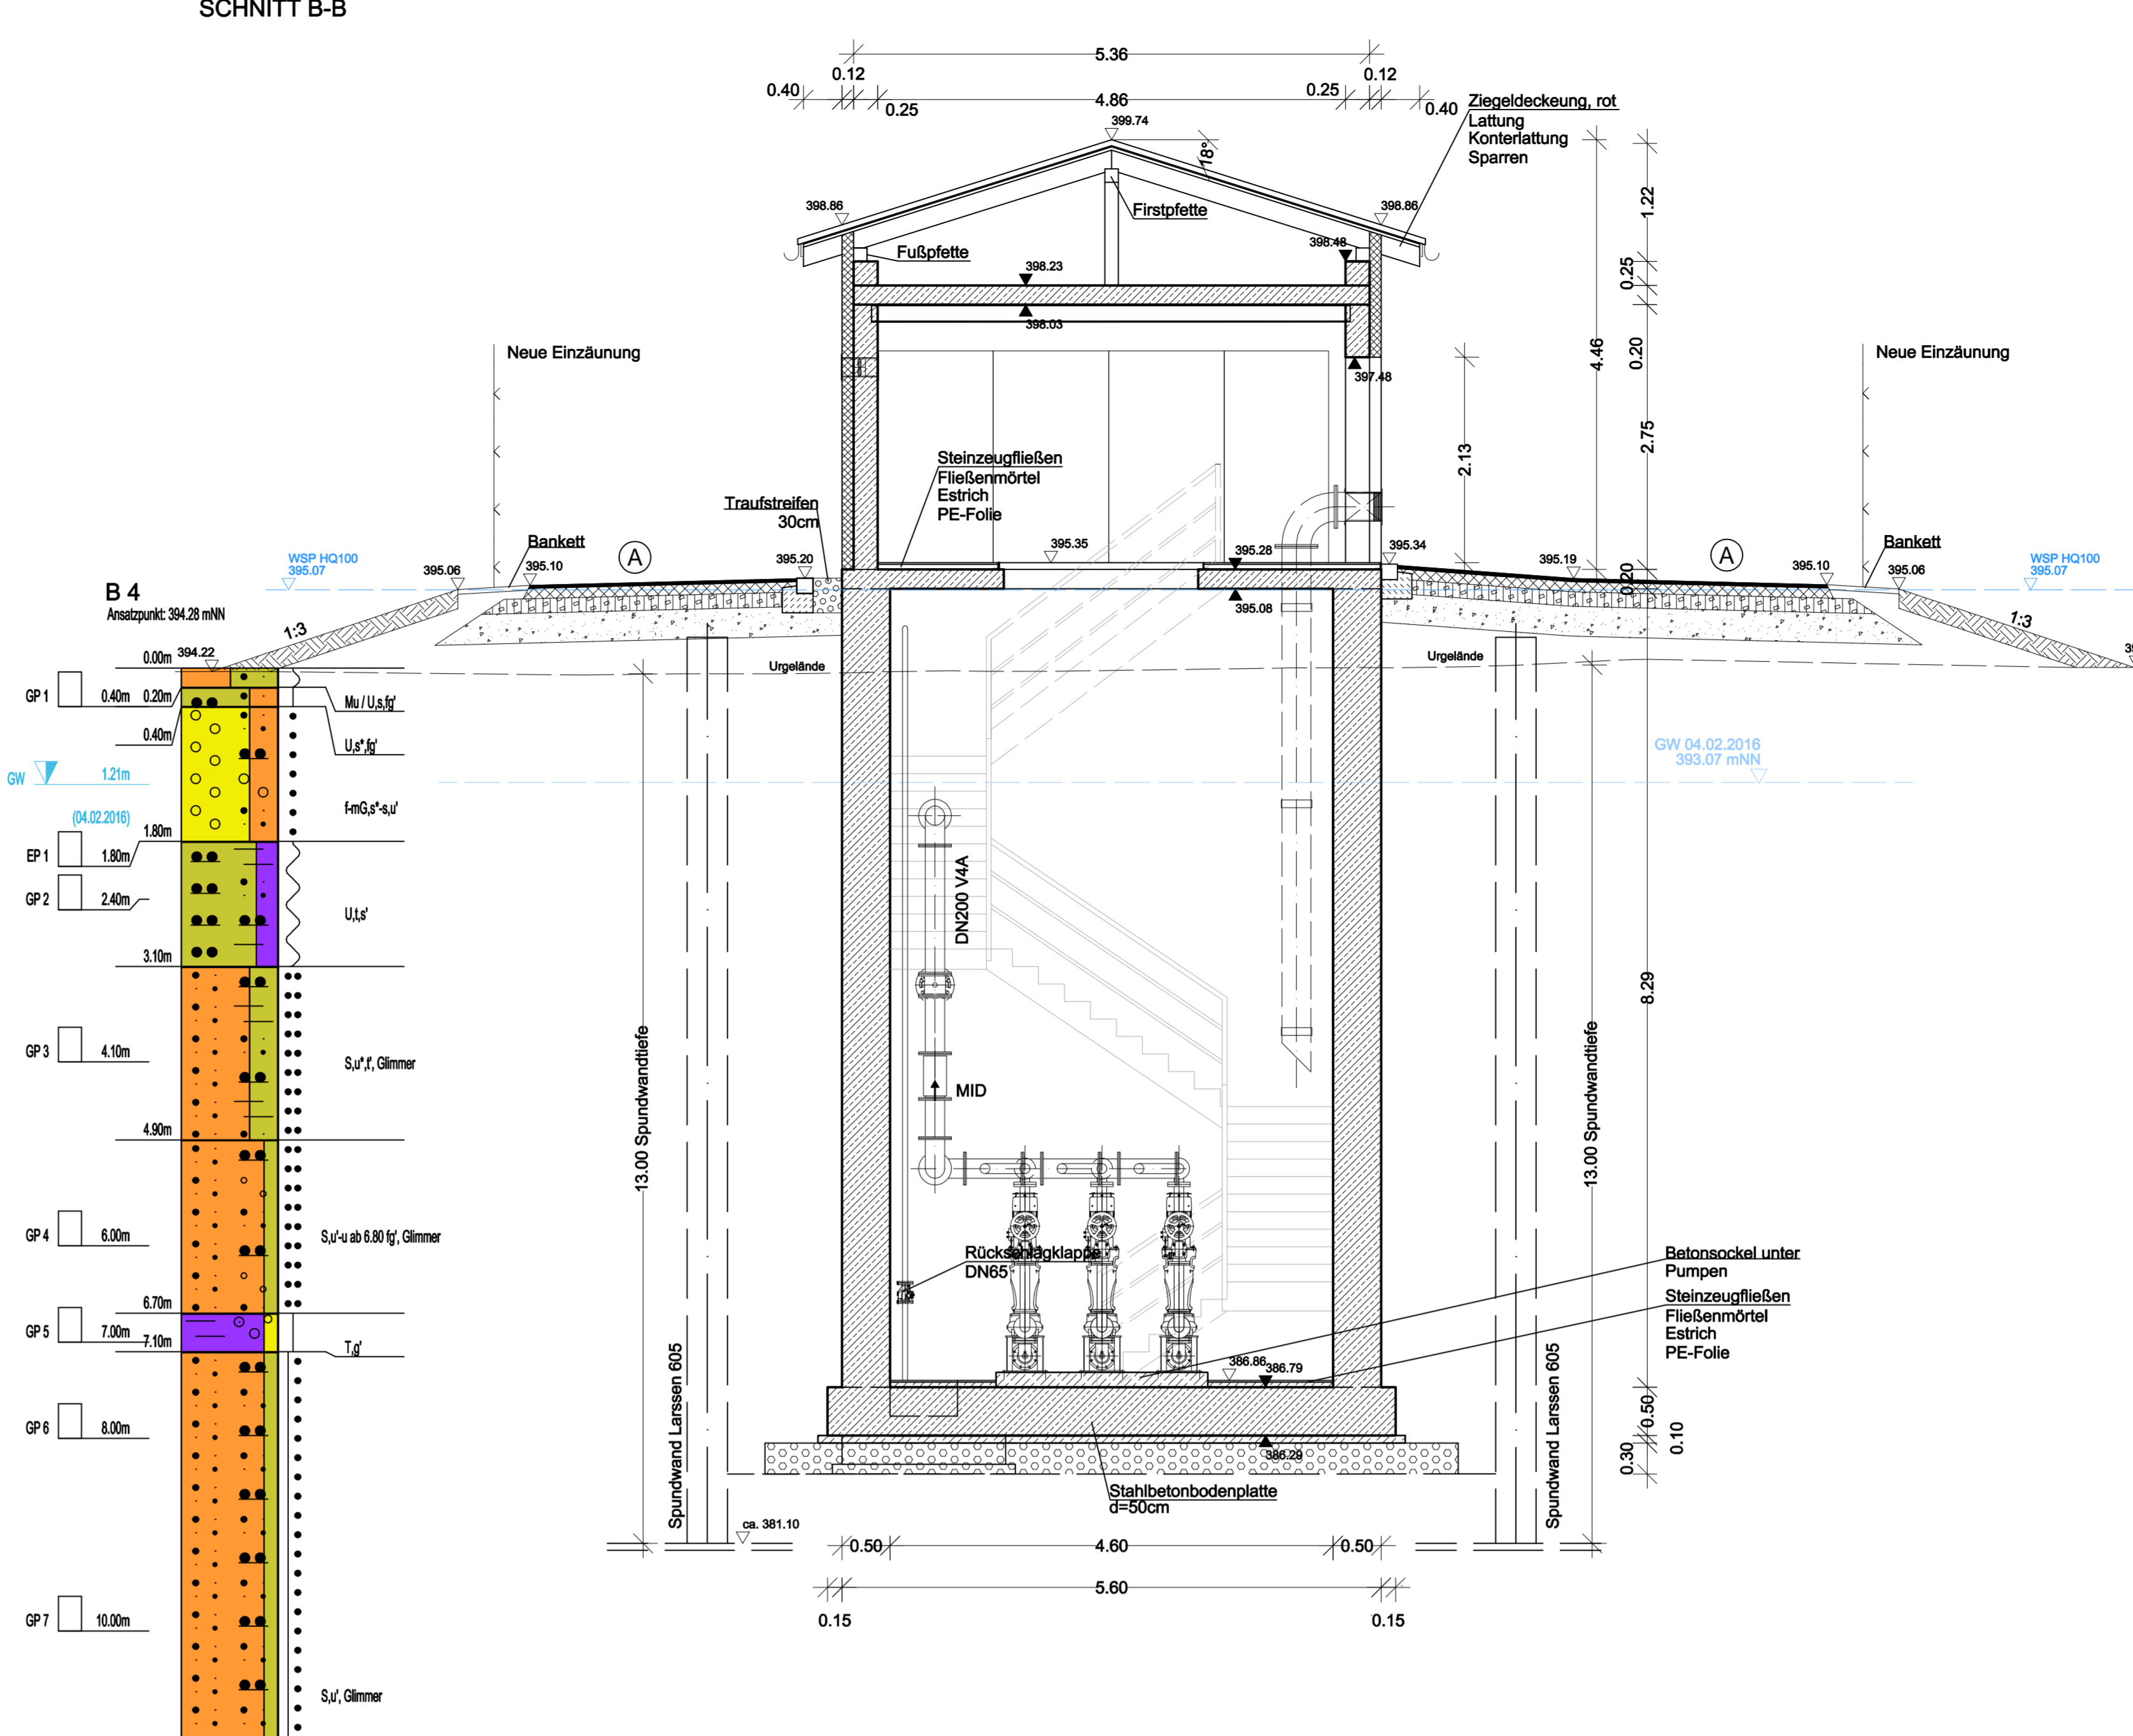 SCHNITT B-B
5.36
0.12
0.12
0.40
0.25
4.86
0.25
0.40
399.74
18°
Ziegeldeckung, rot
Lattung
Konterlattung
Sparren
398.86
398.86
Firstpfette
Fußpfette
398.48
398.23
398.03
397.48
1.22
0.25
4.46
0.20
2.75
2.13
0.20
8.29
Neue Einzäunung
Neue Einzäunung
Steinzeugfließen
Fließenmörtel
Estrich
PE-Folie
Traufstreifen
30cm
Bankett
A
395.20
395.35
395.28
395.34
395.19
A
Bankett
WSP HQ100
395.07
395.06
395.10
395.10
395.06
WSP HQ100
395.07
395.08
1:3
1:3
39
B 4
Ansatzpunkt: 394.28 mNN
0.00m
394.22
Urgelände
Urgelände
GP 1
0.40m
0.20m
Mu / U,s,fg'
0.40m
U,s*,fg'
GW
1.21m
(04.02.2016)
f-mG,s*-s,u'
GW 04.02.2016
393.07 mNN
1.80m
EP 1
1.80m
GP 2
2.40m
U,t,s'
3.10m
GP 3
4.10m
S,u*,t', Glimmer
4.90m
GP 4
6.00m
S,u'-u ab 6.80 fg', Glimmer
6.70m
GP 5
7.00m
7.10m
T,g'
GP 6
8.00m
GP 7
10.00m
S,u', Glimmer
13.00 Spundwandtiefe
Spundwand Larssen 605
DN200 V4A
MID
Rückschlagklappe
DN65
13.00 Spundwandtiefe
Spundwand Larssen 605
Betonsockel unter
Pumpen
Steinzeugfließen
Fließenmörtel
Estrich
PE-Folie
386.86
386.79
386.29
0.50
0.10
0.30
Stahlbetonbodenplatte
d=50cm
ca. 381.10
0.50
4.60
0.50
5.60
0.15
0.15